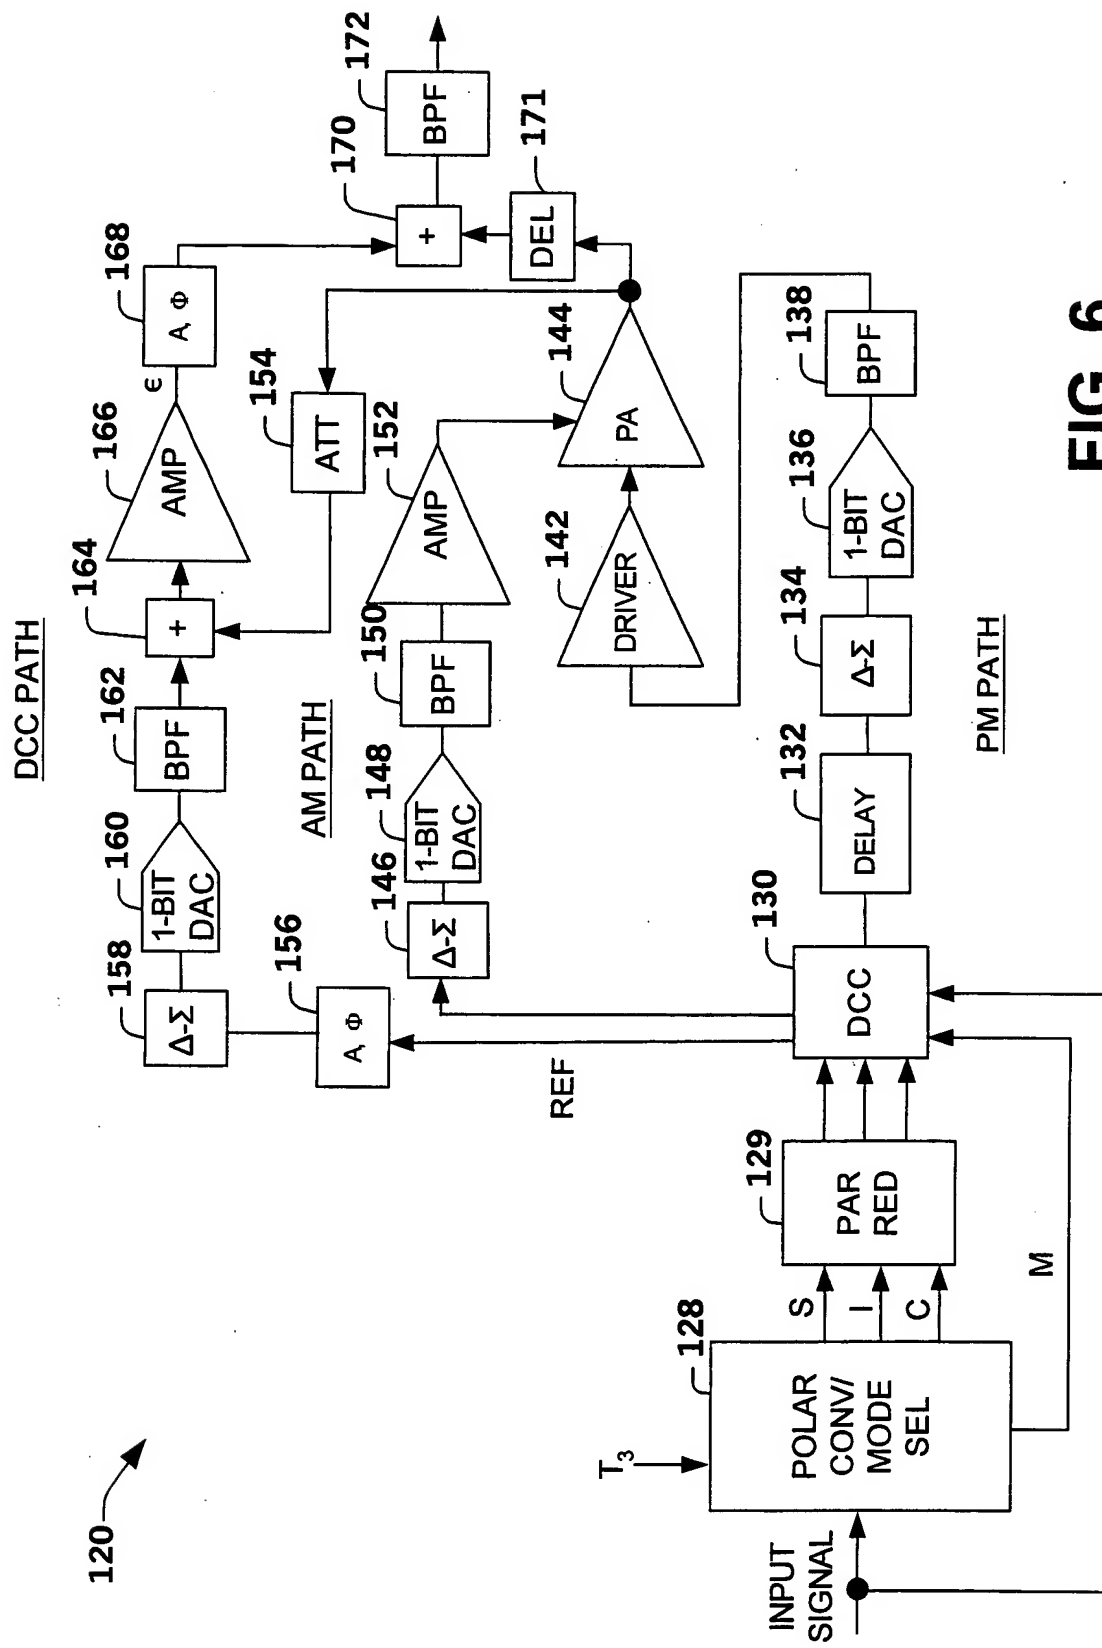 120
DCC PATH
158
Δ-Σ
160
1-BIT
DAC
162
BPF
164
+
166
AMP
ϵ
168
A, Φ
170
+
172
BPF
171
DEL
156
A, Φ
REF
AM PATH
146
Δ-Σ
148
1-BIT
DAC
150
BPF
152
AMP
154
ATT
142
DRIVER
144
PA
T3
INPUT
SIGNAL
128
POLAR
CONV/
MODE
SEL
S
I
C
M
129
PAR
RED
130
DCC
132
DELAY
134
Δ-Σ
136
1-BIT
DAC
138
BPF
PM PATH
FIG. 6